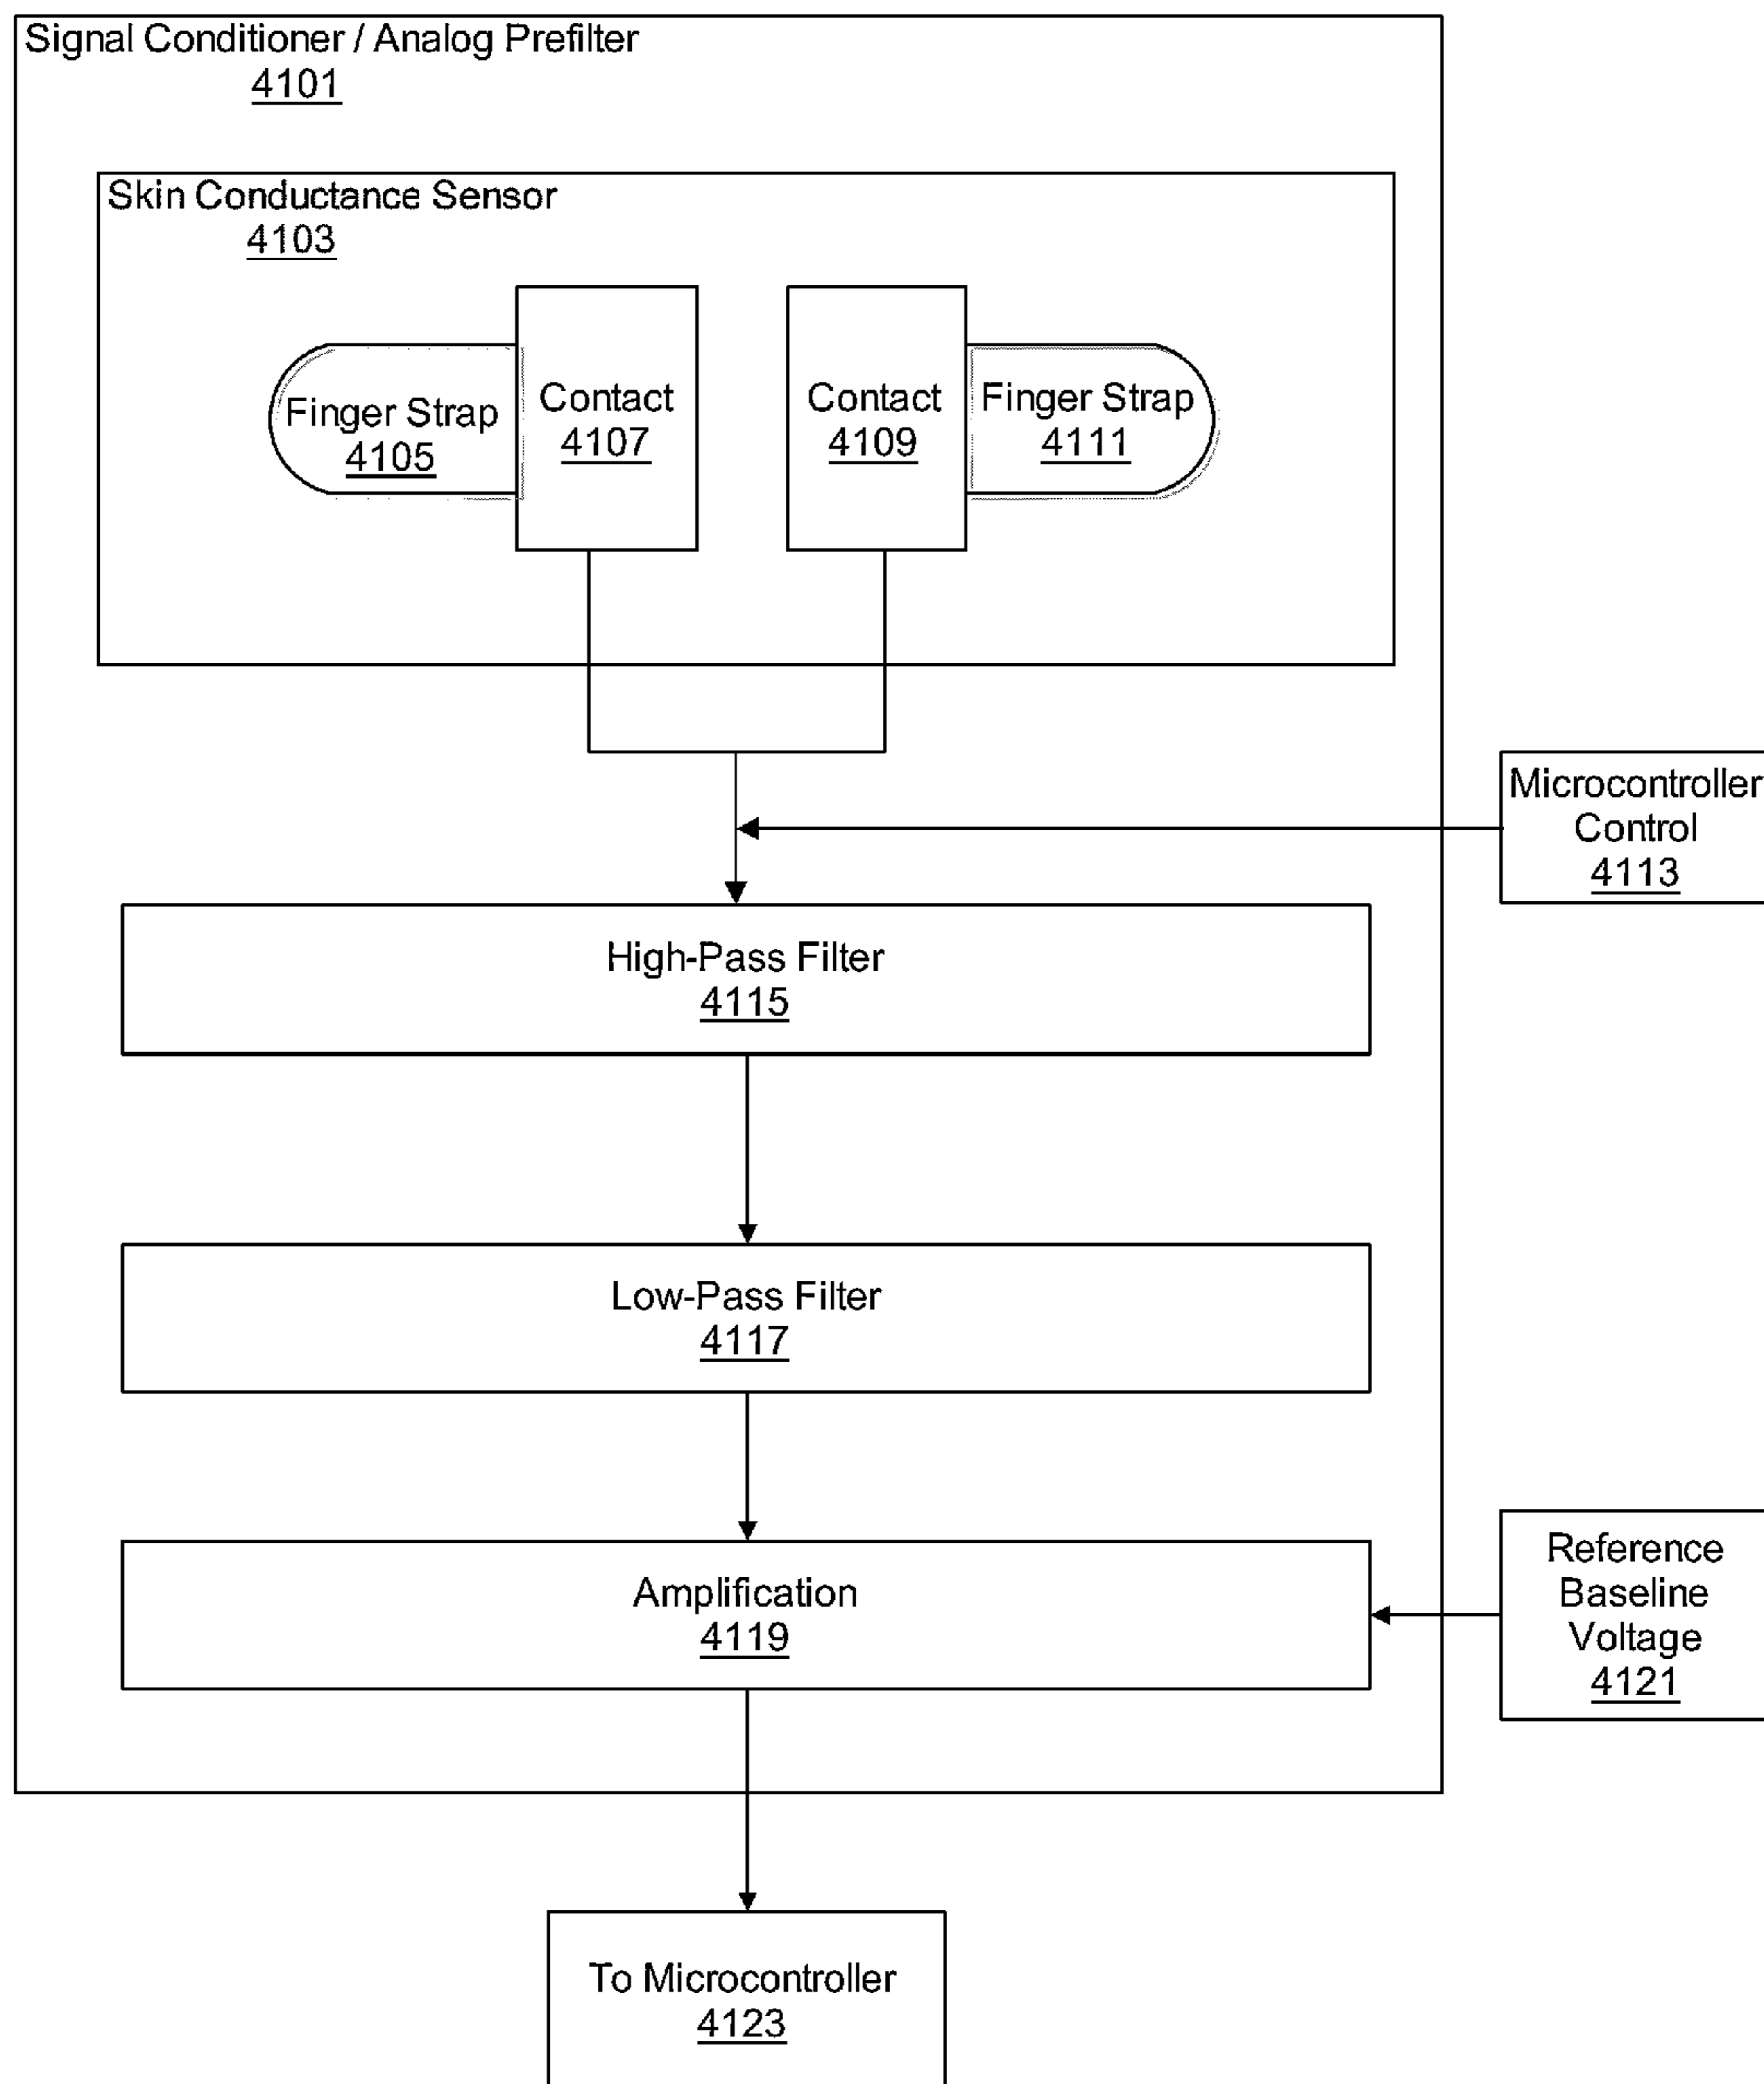 Signal Conditioner / Analog Prefilter
4101
Skin Conductance Sensor
4103
Finger Strap
4105
Contact
4107
Contact
4109
Finger Strap
4111
Microcontroller
Control
4113
High-Pass Filter
4115
Low-Pass Filter
4117
Amplification
4119
Reference
Baseline
Voltage
4121
To Microcontroller
4123